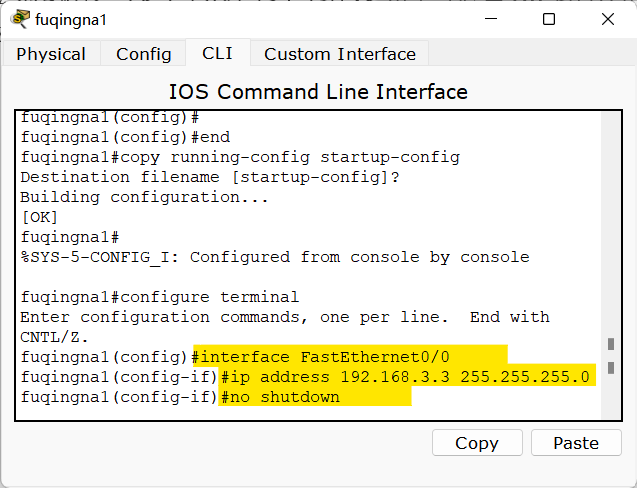 fuqingna1
Physical Config CLI Custom Interface
IOS Command Line Interface
fuqingna1(config)#
fuqingna1(config)#end
fuqingna1#copy running-config startup-config
Destination filename [startup-config]?
Building configuration...
[OK]
fuqingna1#
%SYS-5-CONFIG_I: Configured from console by console
fuqingna1#configure terminal
Enter configuration commands, one per line.  End with
CNTL/Z.
fuqingna1(config)#interface FastEthernet0/0
fuqingna1(config-if)#ip address 192.168.3.3 255.255.255.0
fuqingna1(config-if)#no shutdown
Copy Paste